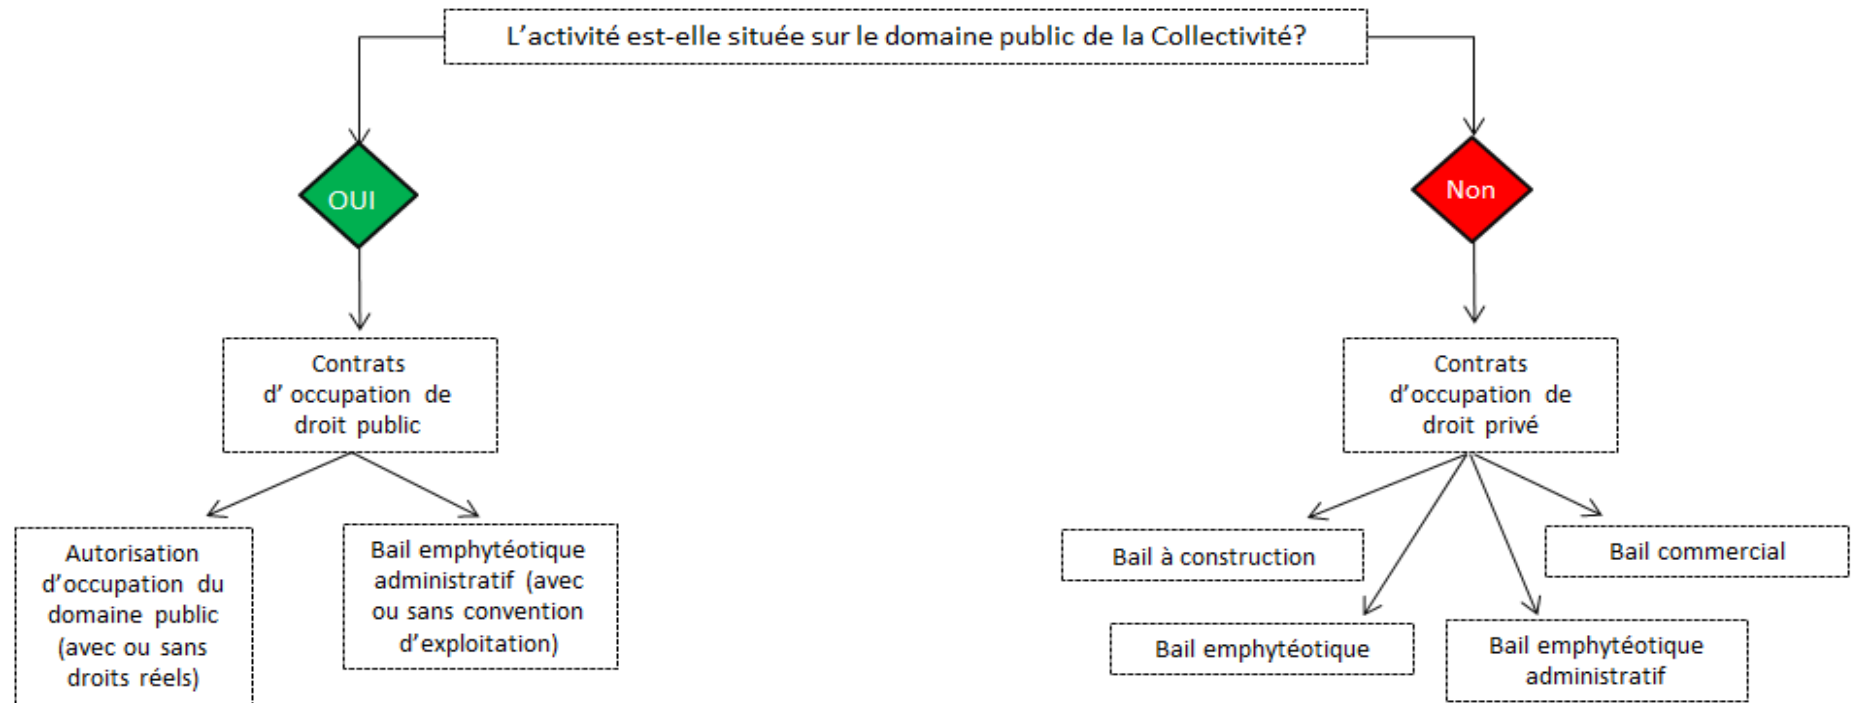 L'activité est-elle située sur le domaine public de la Collectivité?
OUI
Non
Contrats
d' occupation de
droit public
Contrats
d'occupation de
droit privé
Autorisation
d'occupation du
domaine public
(avec ou sans
droits réels)
Bail emphytéotique
administratif (avec
ou sans convention
d'exploitation)
Bail à construction
Bail emphytéotique
Bail emphytéotique
administratif
Bail commercial